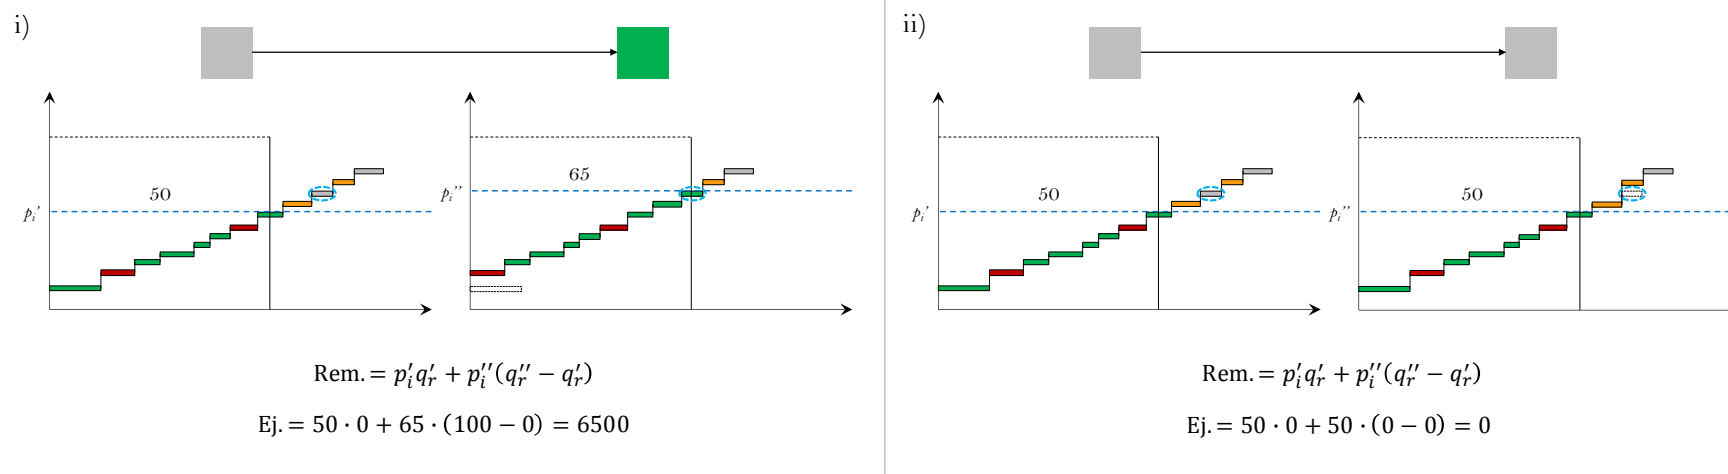 i)
50
pᵢ'
65
pᵢ''
Rem. = pᵢ′qᵣ′ + pᵢ′′(qᵣ′′ − qᵣ′)
Ej. = 50 · 0 + 65 · (100 − 0) = 6500
ii)
50
pᵢ'
50
pᵢ''
Rem. = pᵢ′qᵣ′ + pᵢ′′(qᵣ′′ − qᵣ′)
Ej. = 50 · 0 + 50 · (0 − 0) = 0